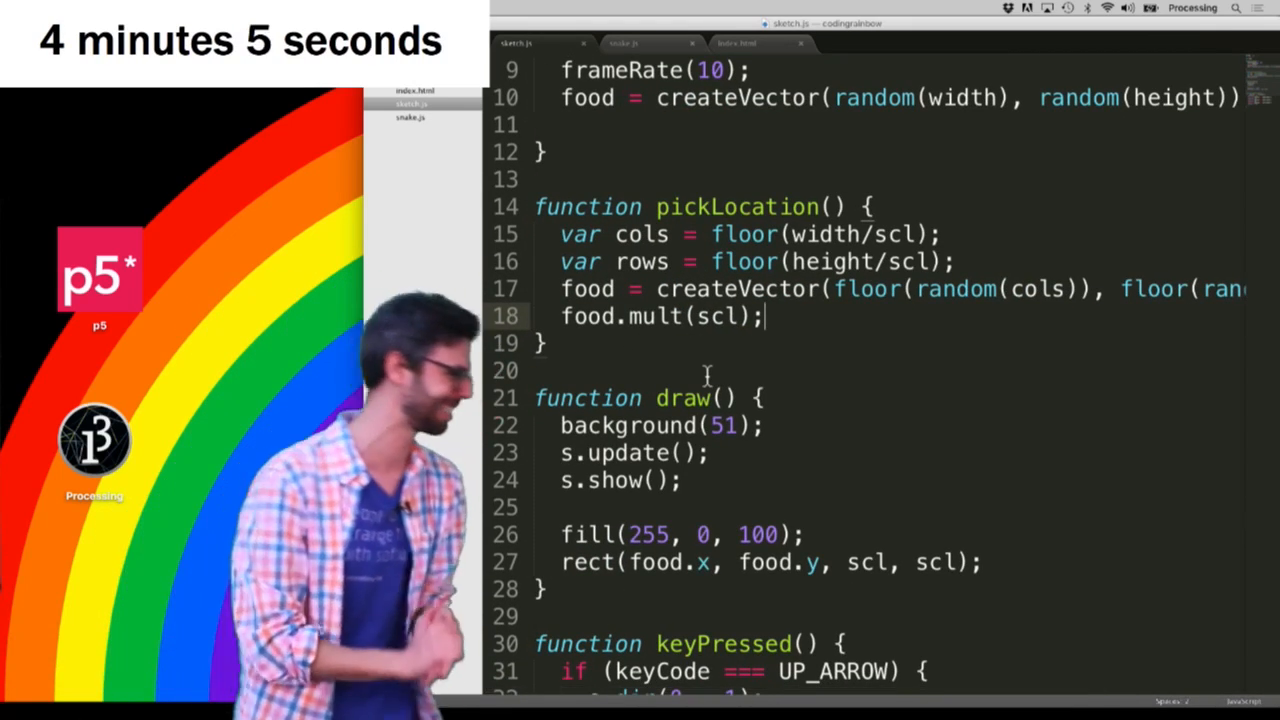 4 minutes 5 seconds
Processing
sketch.js — codingrainbow
sketch.js
snake.js
index.html
index.html
sketch.js
snake.js
9 frameRate(10);
10 food = createVector(random(width), random(height))
11
12 }
13
14 function pickLocation() {
15 var cols = floor(width/scl);
16 var rows = floor(height/scl);
17 food = createVector(floor(random(cols)), floor(ran
18 food.mult(scl);
19 }
20
21 function draw() {
22 background(51);
23 s.update();
24 s.show();
25
26 fill(255, 0, 100);
27 rect(food.x, food.y, scl, scl);
28 }
29
30 function keyPressed() {
31 if (keyCode === UP_ARROW) {
p5*
p5
Processing
Spaces: 2
JavaScript